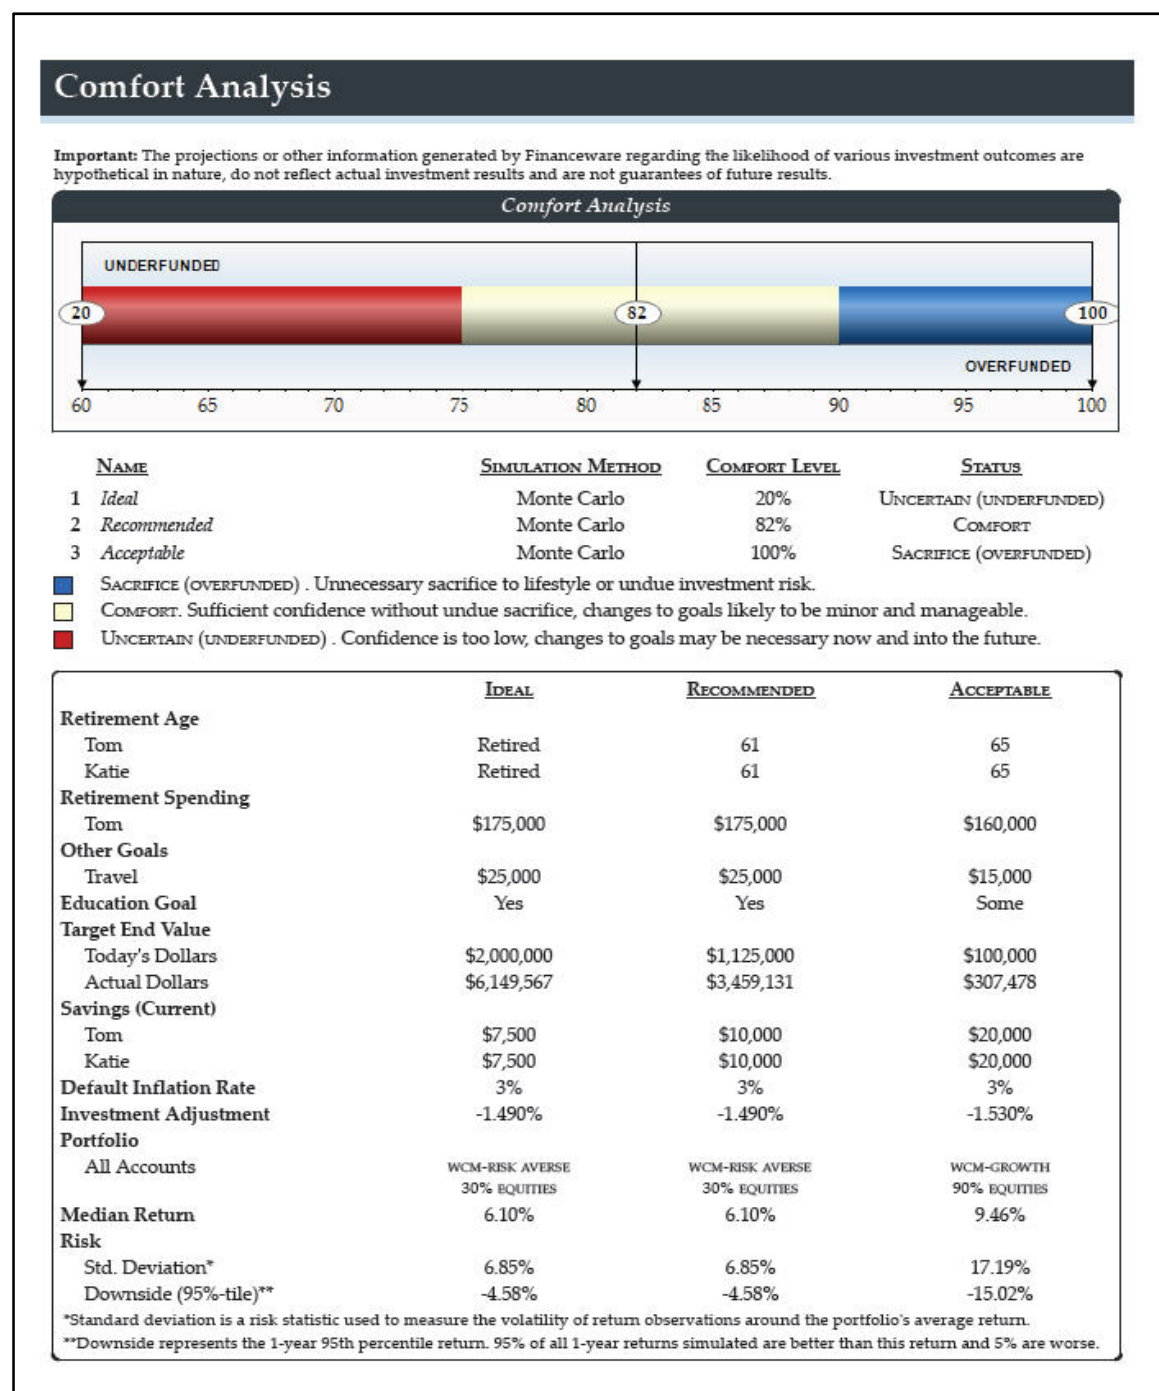 Comfort Analysis
Important: The projections or other information generated by Financeware regarding the likelihood of various investment outcomes are
hypothetical in nature, do not reflect actual investment results and are not guarantees of future results.
Comfort Analysis
UNDERFUNDED
20 82 100
OVERFUNDED
60 65 70 75 80 85 90 95 100
NAME SIMULATION METHOD COMFORT LEVEL STATUS
1 Ideal Monte Carlo 20% UNCERTAIN (UNDERFUNDED)
2 Recommended Monte Carlo 82% COMFORT
3 Acceptable Monte Carlo 100% SACRIFICE (OVERFUNDED)
SACRIFICE (OVERFUNDED) . Unnecessary sacrifice to lifestyle or undue investment risk.
COMFORT. Sufficient confidence without undue sacrifice, changes to goals likely to be minor and manageable.
UNCERTAIN (UNDERFUNDED) . Confidence is too low, changes to goals may be necessary now and into the future.
IDEAL RECOMMENDED ACCEPTABLE
Retirement Age
Tom Retired 61 65
Katie Retired 61 65
Retirement Spending
Tom $175,000 $175,000 $160,000
Other Goals
Travel $25,000 $25,000 $15,000
Education Goal Yes Yes Some
Target End Value
Today's Dollars $2,000,000 $1,125,000 $100,000
Actual Dollars $6,149,567 $3,459,131 $307,478
Savings (Current)
Tom $7,500 $10,000 $20,000
Katie $7,500 $10,000 $20,000
Default Inflation Rate 3% 3% 3%
Investment Adjustment -1.490% -1.490% -1.530%
Portfolio
All Accounts WCM-RISK AVERSE WCM-RISK AVERSE WCM-GROWTH
30% EQUITIES 30% EQUITIES 90% EQUITIES
Median Return 6.10% 6.10% 9.46%
Risk
Std. Deviation* 6.85% 6.85% 17.19%
Downside (95%-tile)** -4.58% -4.58% -15.02%
*Standard deviation is a risk statistic used to measure the volatility of return observations around the portfolio's average return.
**Downside represents the 1-year 95th percentile return. 95% of all 1-year returns simulated are better than this return and 5% are worse.